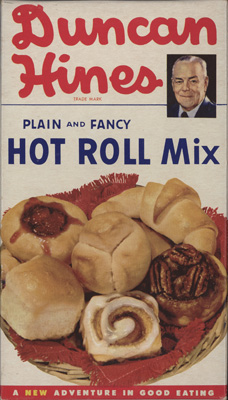 Duncan
Hines
TRADE MARK
PLAIN AND FANCY
HOT ROLL Mix
A NEW ADVENTURE IN GOOD EATING